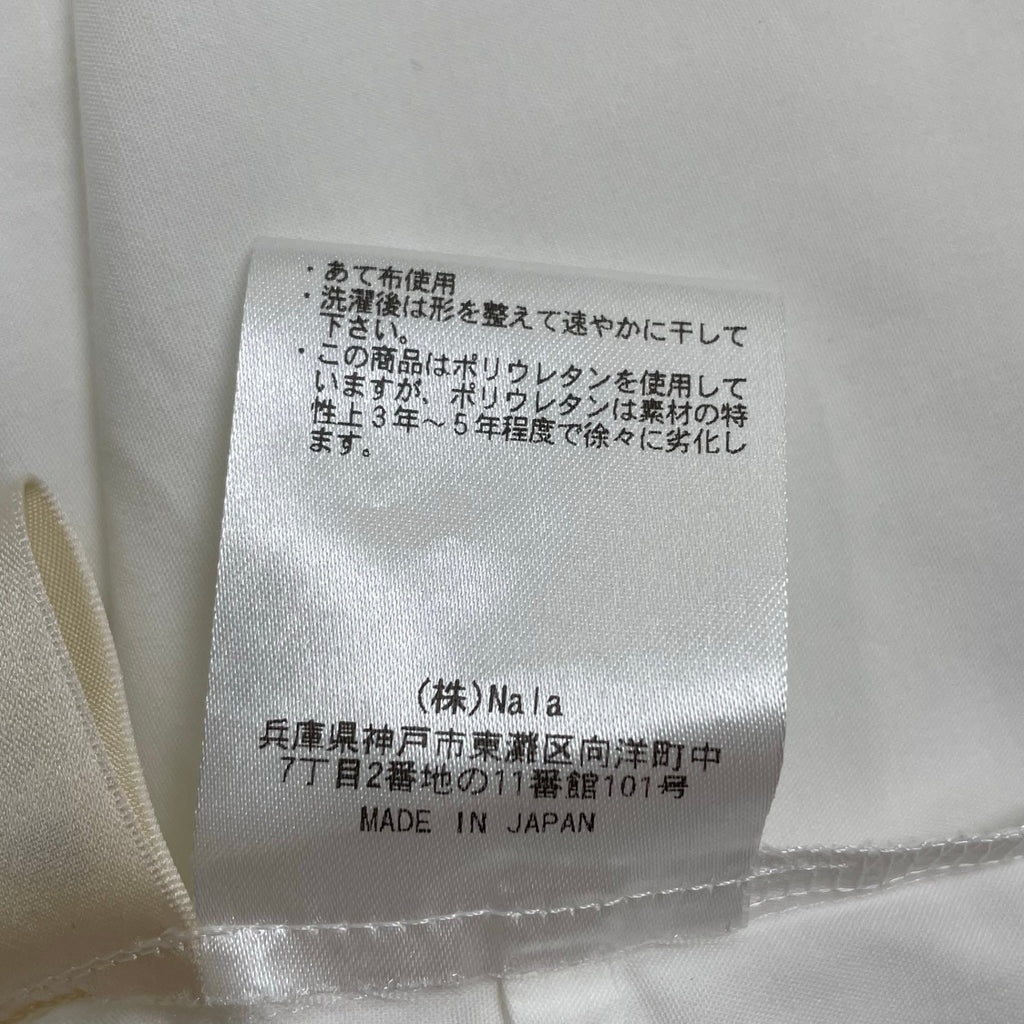 ・あて布使用
・洗濯後は形を整えて速やかに干して
下さい。
・この商品はポリウレタンを使用して
いますが、ポリウレタンは素材の特
性上3年～5年程度で徐々に劣化し
ます。
(株)Nala
兵庫県神戸市東灘区向洋町中
7丁目2番地の11番館101号
MADE IN JAPAN